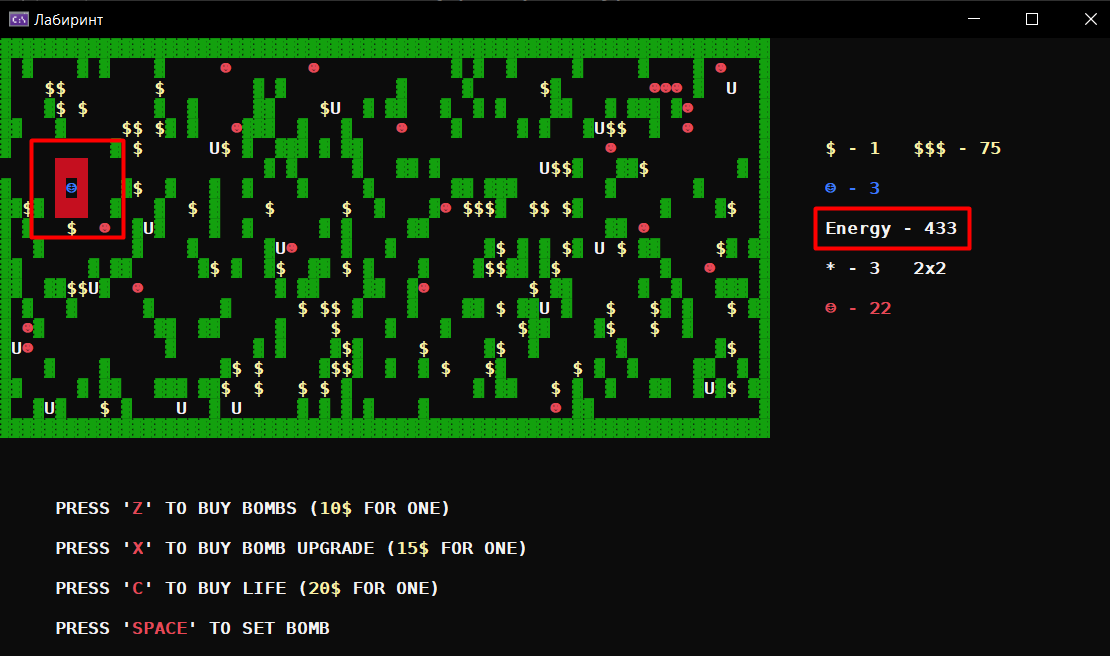 Лабиринт
$ - 1   $$$ - 75
☻ - 3
Energy - 433
* - 3   2x2
☻ - 22
PRESS 'Z' TO BUY BOMBS (10$ FOR ONE)
PRESS 'X' TO BUY BOMB UPGRADE (15$ FOR ONE)
PRESS 'C' TO BUY LIFE (20$ FOR ONE)
PRESS 'SPACE' TO SET BOMB